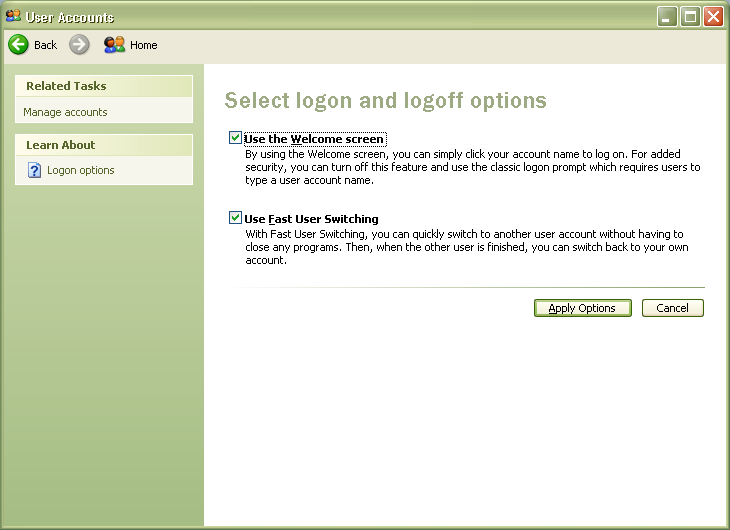 User Accounts
Back
Home
Related Tasks
Manage accounts
Learn About
Logon options
Select logon and logoff options
Use the Welcome screen
By using the Welcome screen, you can simply click your account name to log on. For added
security, you can turn off this feature and use the classic logon prompt which requires users to
type a user account name.
Use Fast User Switching
With Fast User Switching, you can quickly switch to another user account without having to
close any programs. Then, when the other user is finished, you can switch back to your own
account.
Apply Options
Cancel